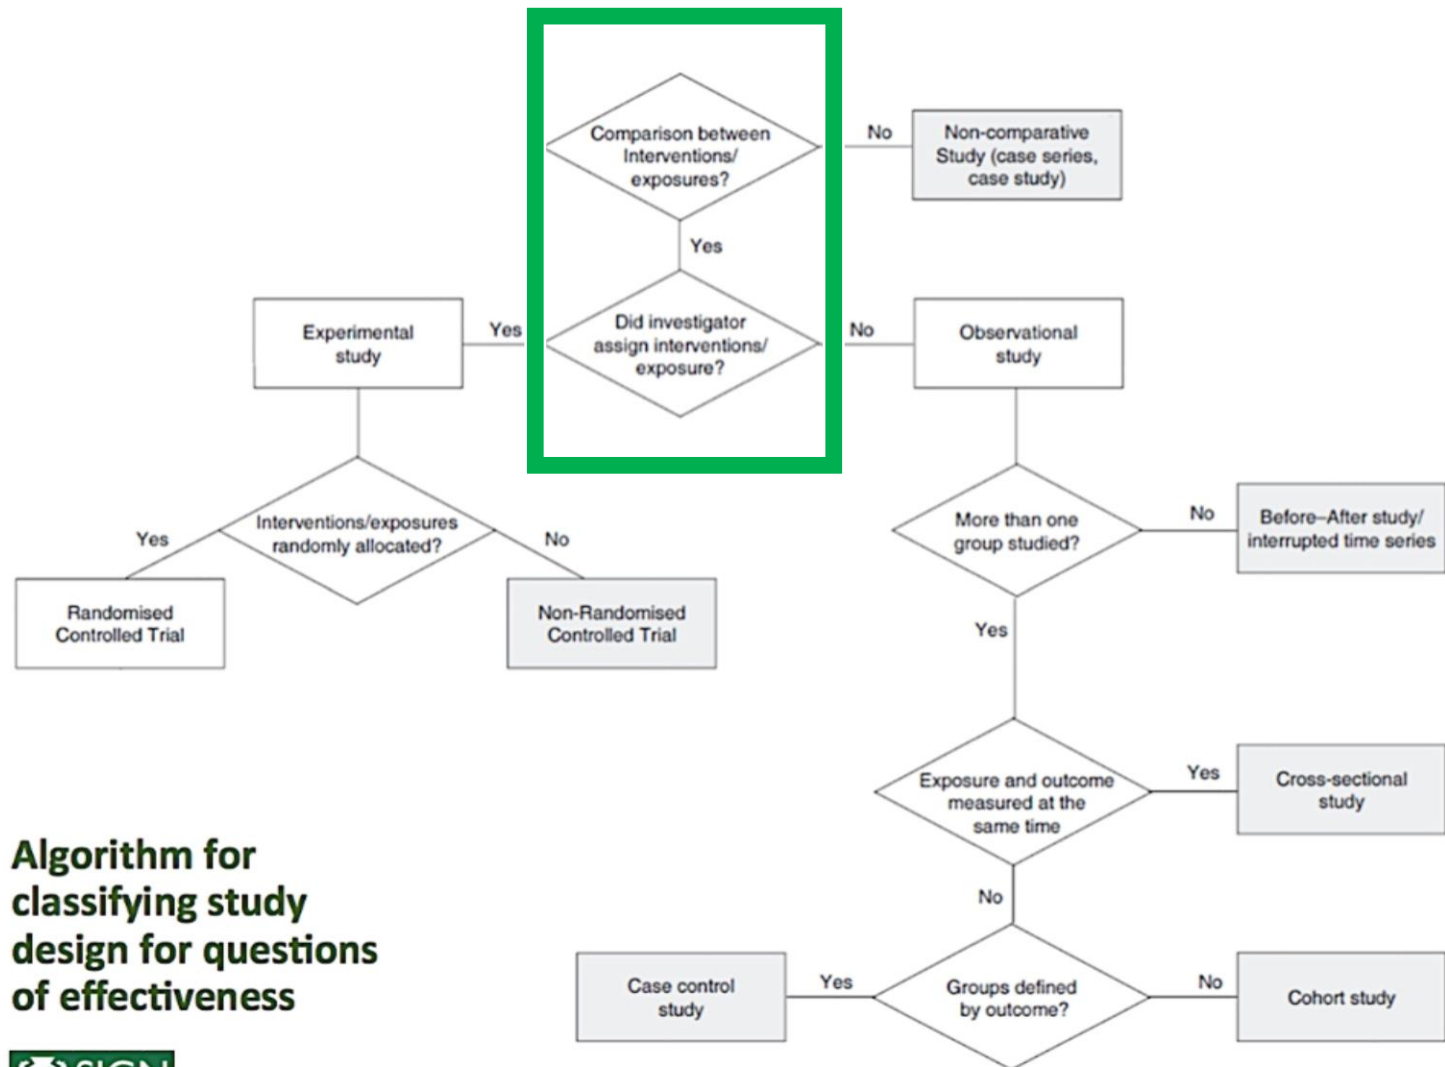 Comparison between
Interventions/
exposures?
No
Non-comparative
Study (case series,
case study)
Yes
Experimental
study
Yes
Did investigator
assign interventions/
exposure?
No
Observational
study
Yes
Interventions/exposures
randomly allocated?
No
More than one
group studied?
No
Before–After study/
interrupted time series
Randomised
Controlled Trial
Non-Randomised
Controlled Trial
Yes
Exposure and outcome
measured at the
same time
Yes
Cross-sectional
study
No
Algorithm for
classifying study
design for questions
of effectiveness
Case control
study
Yes
Groups defined
by outcome?
No
Cohort study
SIGN